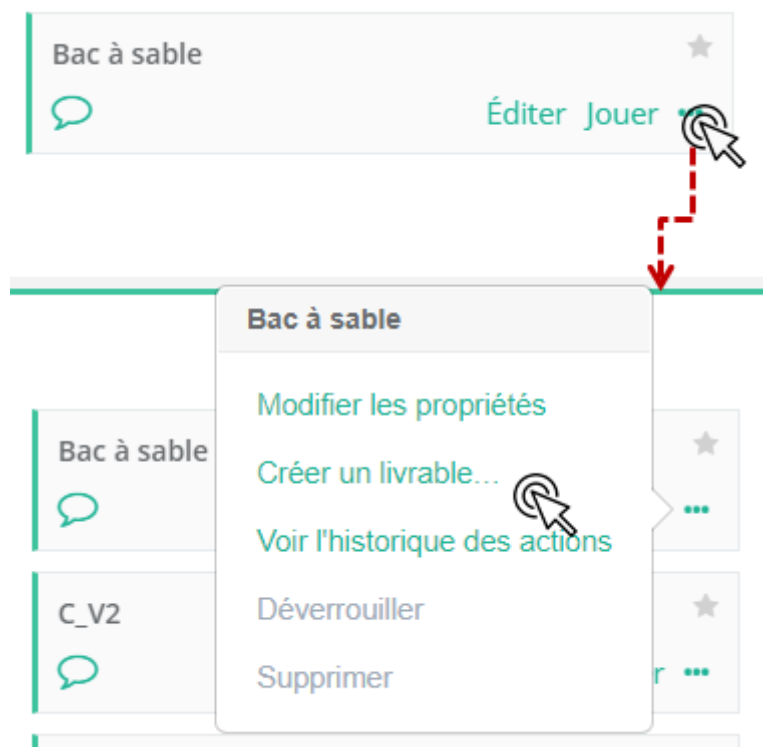 Bac à sable
Éditer Jouer
Bac à sable
Modifier les propriétés
Bac à sable
Créer un livrable...
Voir l'historique des actions
C_V2
Déverrouiller
Supprimer
r